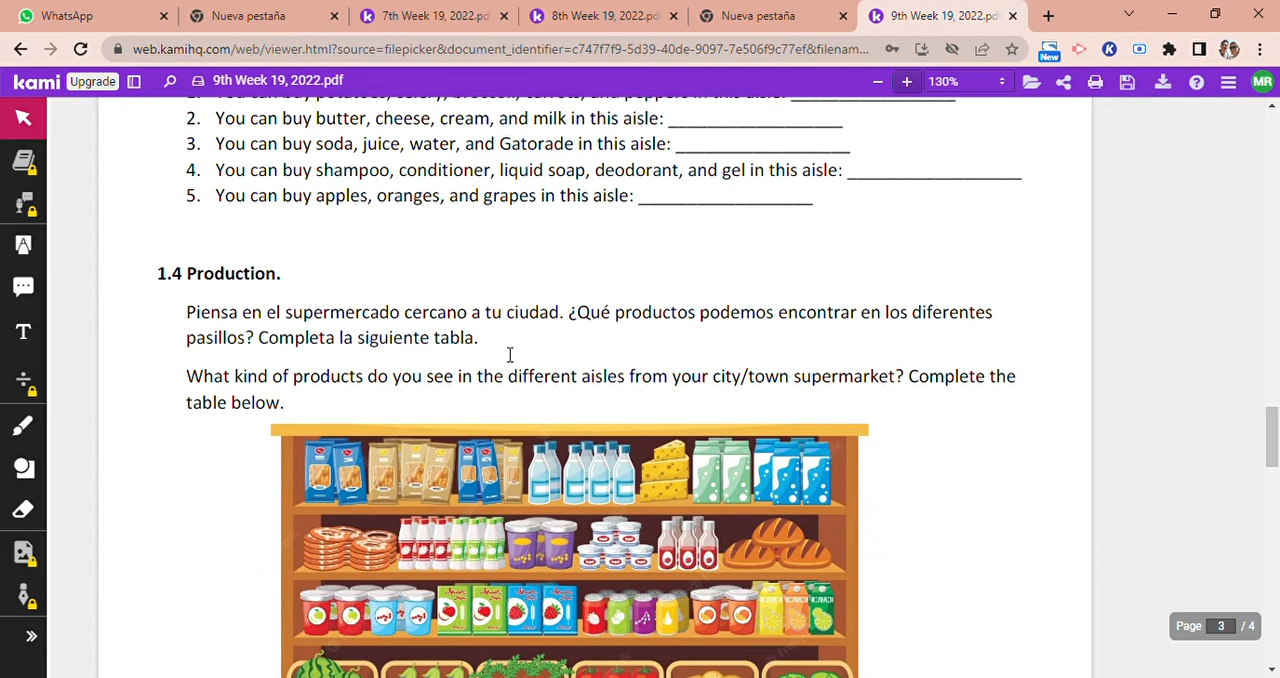 WhatsApp
Nueva pestaña
7th Week 19, 2022.pd
8th Week 19, 2022.pd
Nueva pestaña
9th Week 19, 2022.pd
web.kamihq.com/web/viewer.html?source=filepicker&document_identifier=c747f7f9-5d39-40de-9097-7e506f9c77ef&filenam...
New
kami Upgrade
9th Week 19, 2022.pdf
130%
MR
2. You can buy butter, cheese, cream, and milk in this aisle: __________________
3. You can buy soda, juice, water, and Gatorade in this aisle: __________________
4. You can buy shampoo, conditioner, liquid soap, deodorant, and gel in this aisle: __________________
5. You can buy apples, oranges, and grapes in this aisle: __________________
1.4 Production.
Piensa en el supermercado cercano a tu ciudad. ¿Qué productos podemos encontrar en los diferentes
pasillos? Completa la siguiente tabla.
What kind of products do you see in the different aisles from your city/town supermarket? Complete the
table below.
Page 3 / 4